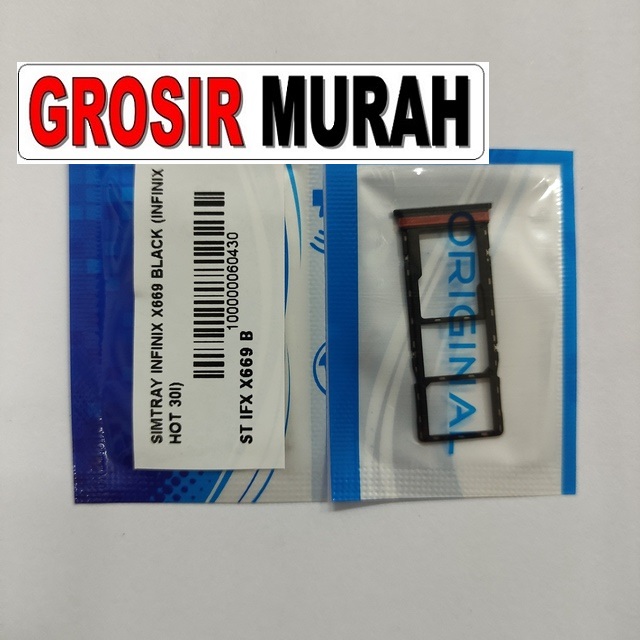 GROSIR MURAH
SIMTRAY INFINIX X669 BLACK (INFINIX
HOT 30I)
100000060430
ST IFX X669 B
ORIGINAL